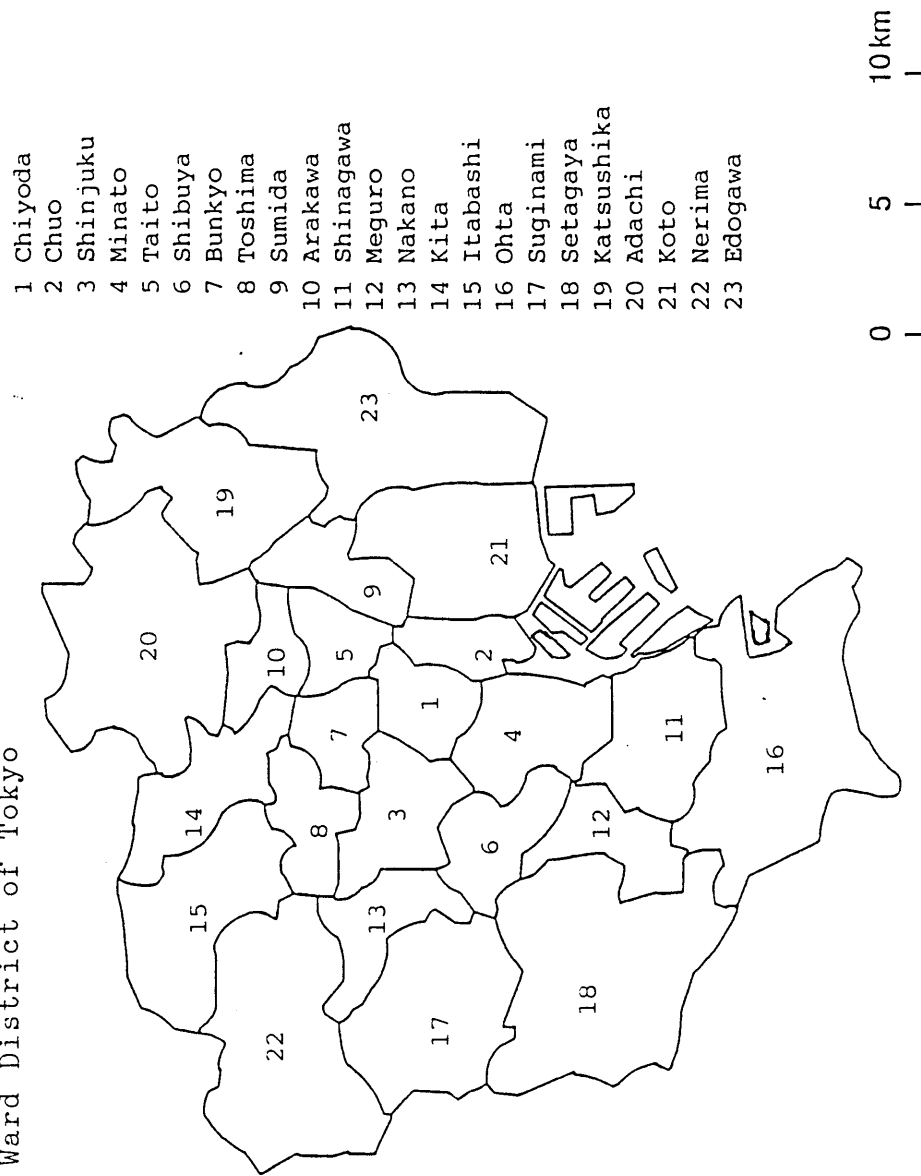 Ward District of Tokyo
1 Chiyoda
2 Chuo
3 Shinjuku
4 Minato
5 Taito
6 Shibuya
7 Bunkyo
8 Toshima
9 Sumida
10 Arakawa
11 Shinagawa
12 Meguro
13 Nakano
14 Kita
15 Itabashi
16 Ohta
17 Suginami
18 Setagaya
19 Katsushika
20 Adachi
21 Koto
22 Nerima
23 Edogawa
20
19
23
14
10
15
5
9
7
8
21
22
1
2
3
13
4
6
17
11
12
16
18
0 5 10km